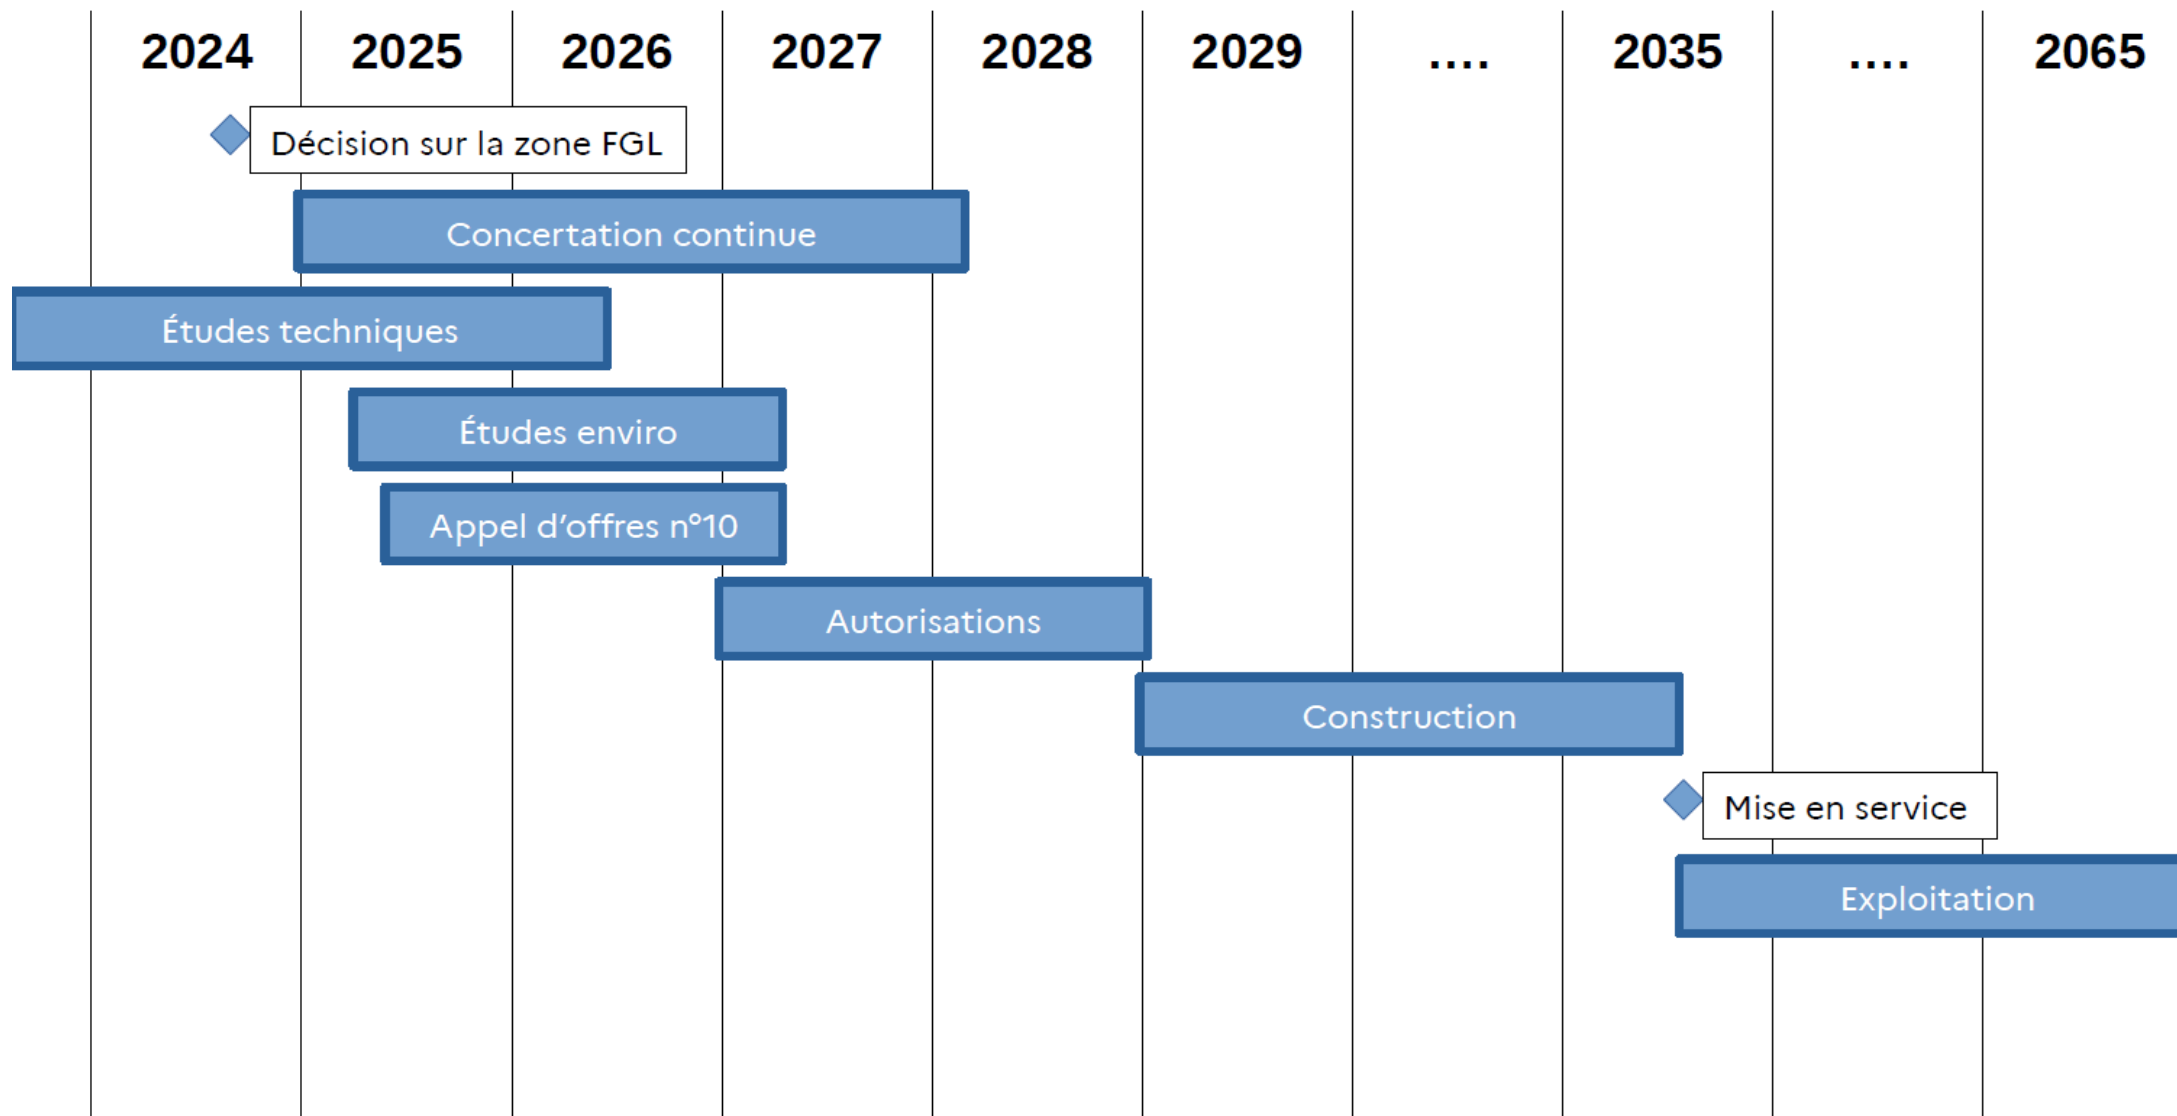 2024 2025 2026 2027 2028 2029 .... 2035 .... 2065
Décision sur la zone FGL
Concertation continue
Études techniques
Études enviro
Appel d’offres n°10
Autorisations
Construction
Mise en service
Exploitation